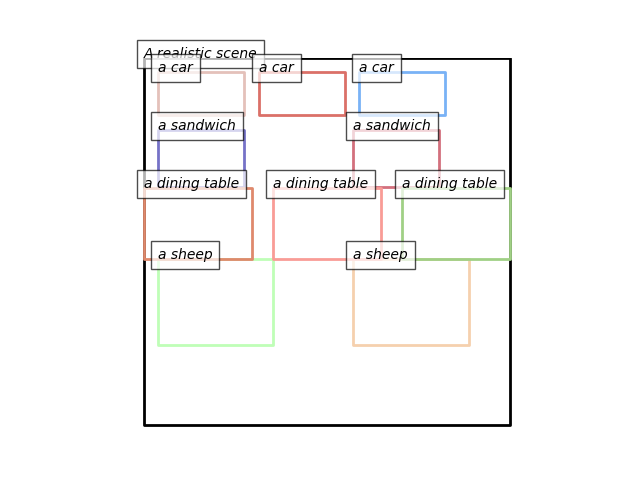 A realistic scene
a car
a car
a car
a sandwich
a sandwich
a dining table
a dining table
a dining table
a sheep
a sheep